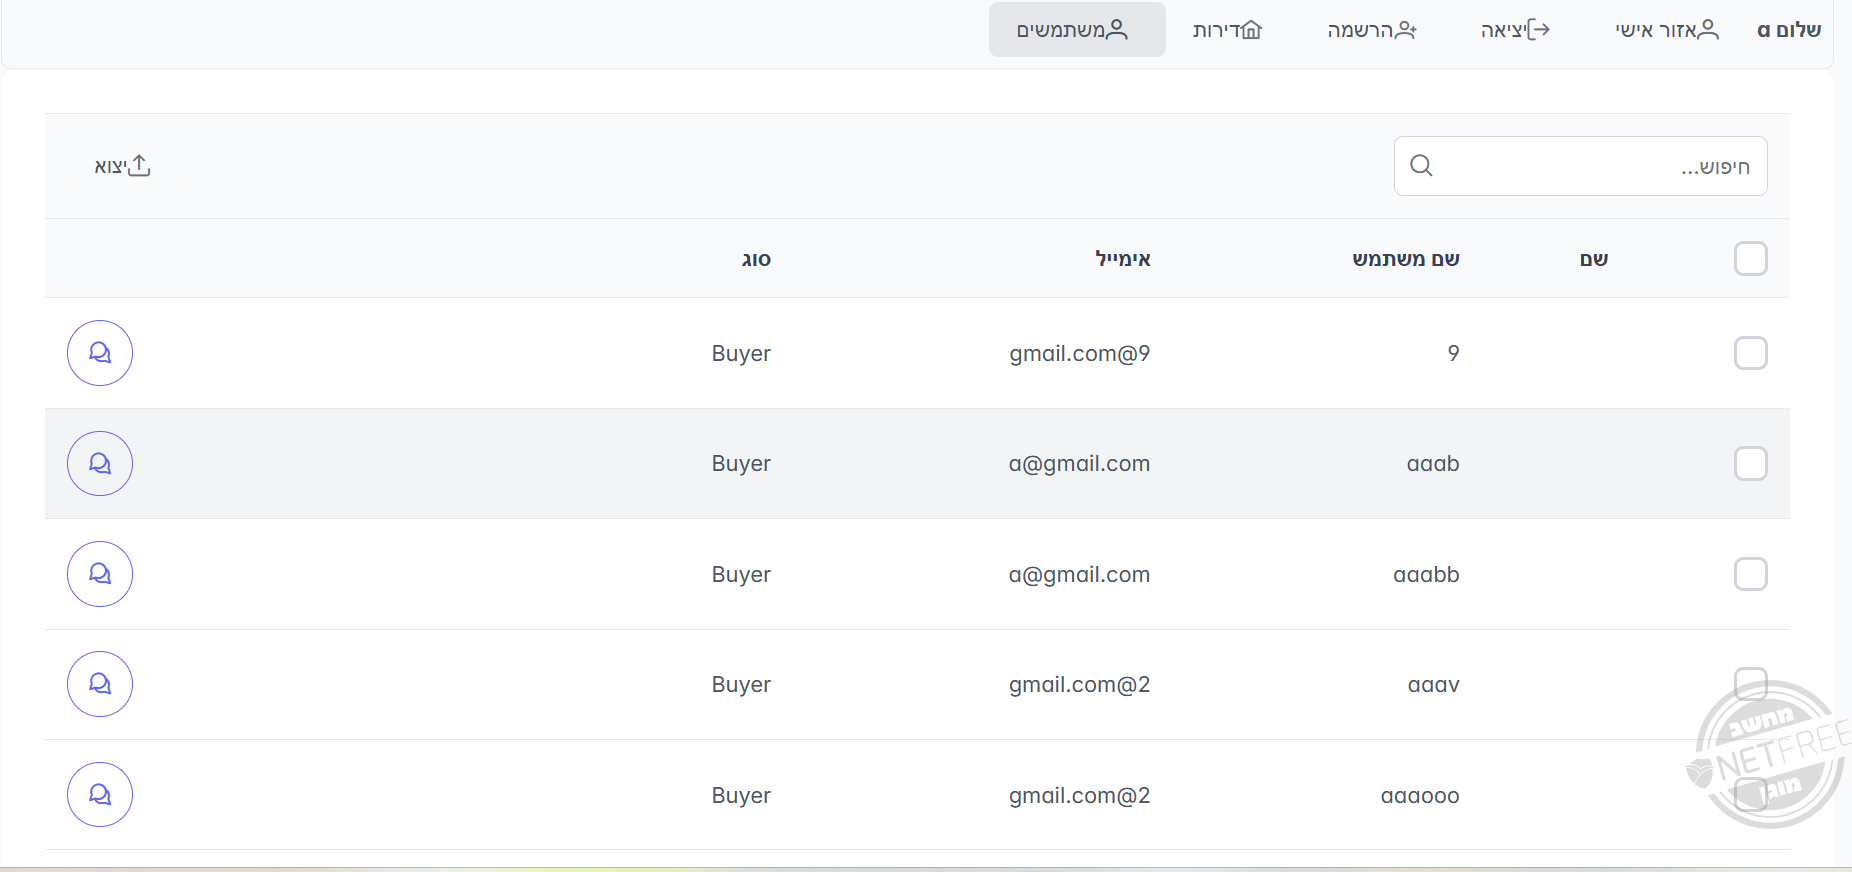 שלום a אזור אישי יציאה הרשמה דירות משתמשים
חיפוש... יצוא
שם שם משתמש אימייל סוג
9 gmail.com@9 Buyer
aaab a@gmail.com Buyer
aaabb a@gmail.com Buyer
aaav gmail.com@2 Buyer
aaaooo gmail.com@2 Buyer
מחשב
NETFREE
מוגן